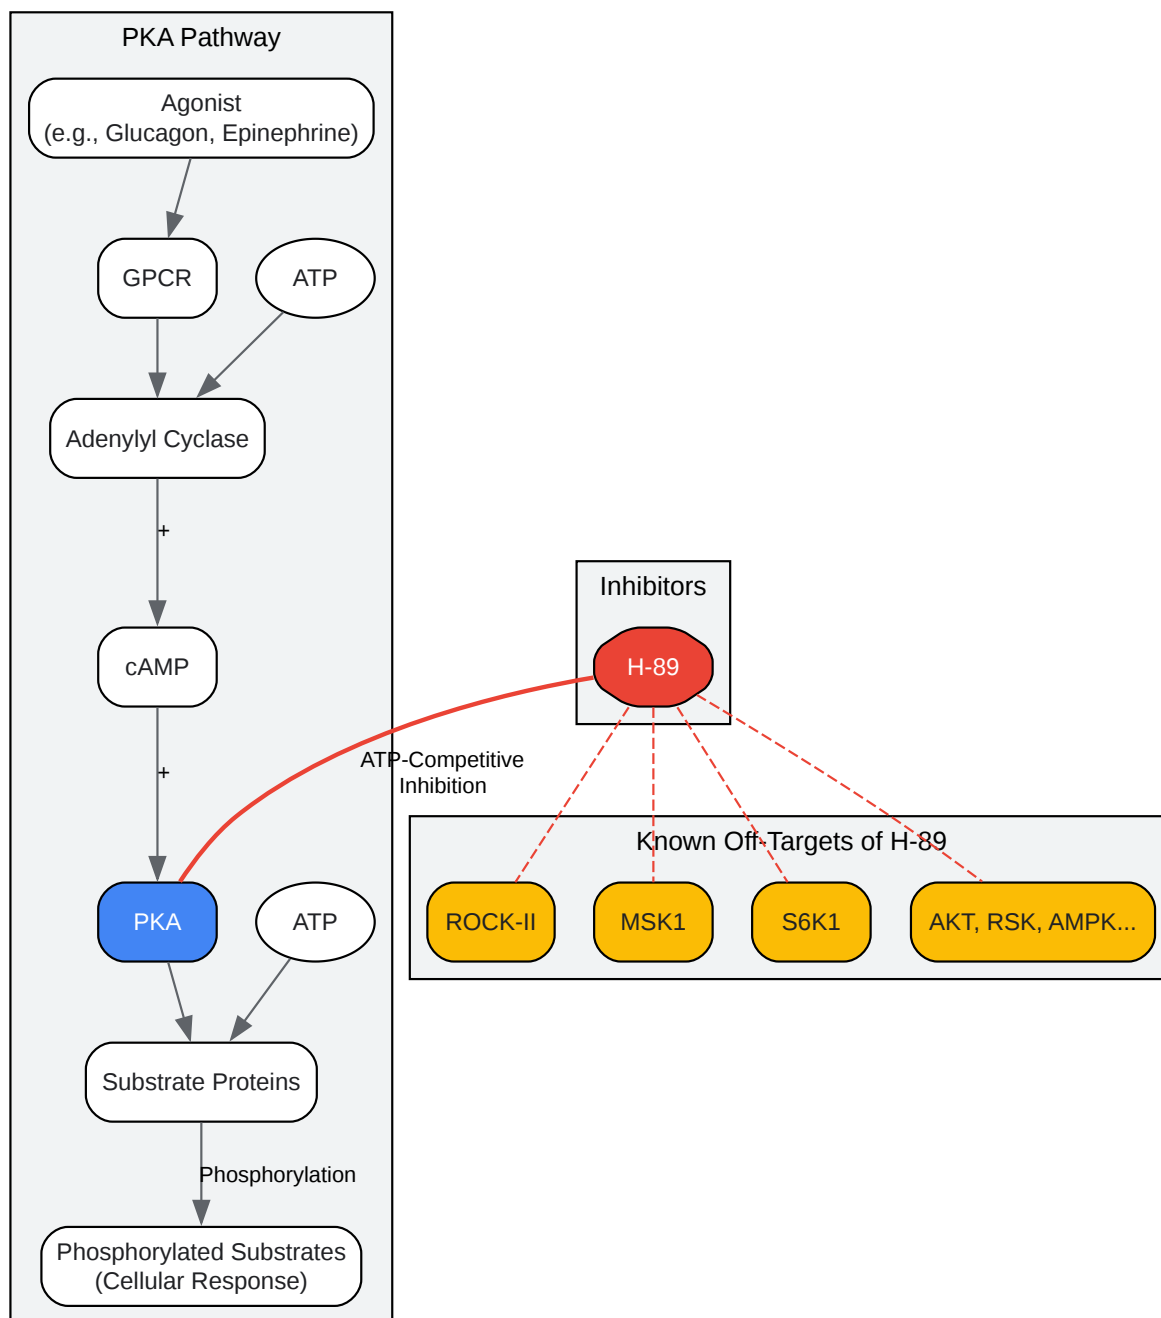 PKA Pathway
Agonist
(e.g., Glucagon, Epinephrine)
GPCR
ATP
Adenylyl Cyclase
+
cAMP
+
PKA
ATP
Substrate Proteins
Phosphorylation
Phosphorylated Substrates
(Cellular Response)
Inhibitors
H-89
ATP-Competitive
Inhibition
Known Off-Targets of H-89
ROCK-II
MSK1
S6K1
AKT, RSK, AMPK...